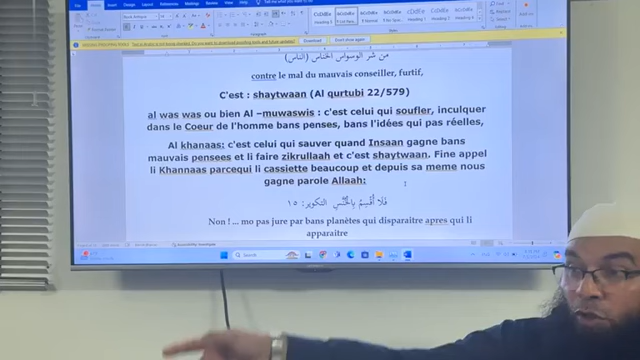 من شر الوسواس الخناس (الناس)
contre le mal du mauvais conseiller, furtif,
C'est : shaytwaan (Al qurtubi 22/579)
al was was ou bien Al –muwaswis : c'est celui qui soufler, inculquer
dans le Coeur de l'homme bans penses, bans l'idées qui pas réelles,
Al khanaas: c'est celui qui sauver quand Insaan gagne bans
mauvais pensees et li faire zikrullaah et c'est shaytwaan. Fine appel
li Khannaas parcequi li cassiette beaucoup et depuis sa meme nous
gagne parole Allaah:
فَلَا أُقْسِمُ بِالْخُنَّسِ التكوير: ١٥
Non ! ... mo pas jure par bans planètes qui disparaitre apres qui li
apparaitre
Search